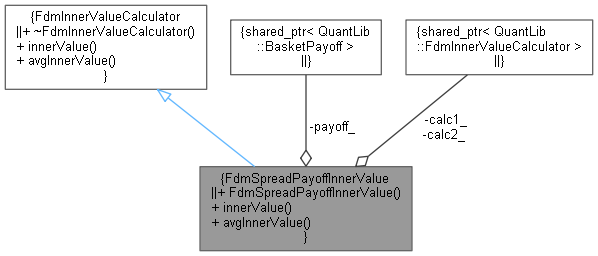 {FdmInnerValueCalculator
||+ ~FdmInnerValueCalculator()
+ innerValue()
+ avgInnerValue()
}
{shared_ptr< QuantLib
::BasketPayoff >
||}
{shared_ptr< QuantLib
::FdmInnerValueCalculator >
||}
-payoff_
-calc1_
-calc2_
{FdmSpreadPayoffInnerValue
||+ FdmSpreadPayoffInnerValue()
+ innerValue()
+ avgInnerValue()
}